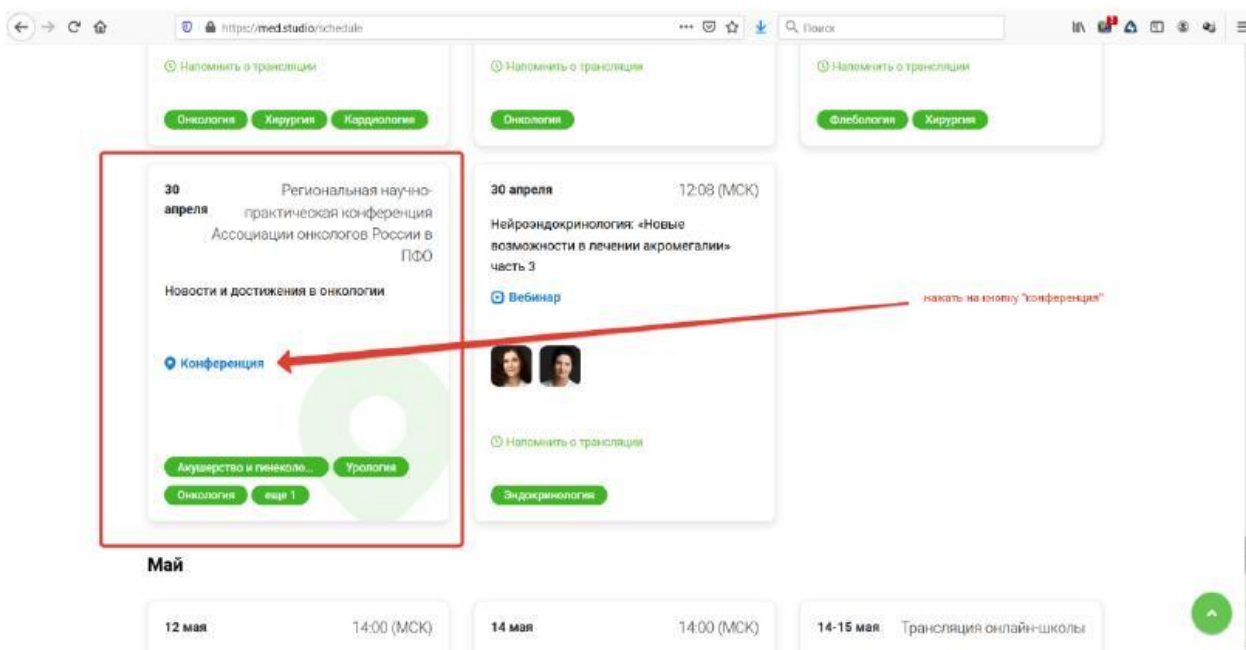 https://med.studio/schedule
Поиск
Напомнить о трансляции
Напомнить о трансляции
Напомнить о трансляции
Онкология Хирургия Кардиология
Онкология
Флебология Хирургия
30 апреля
Региональная научно-
практическая конференция
Ассоциации онкологов России в
ПФО
Новости и достижения в онкологии
Конференция
Акушерство и гинеколо... Урология
Онкология еще 1
30 апреля 12:08 (МСК)
Нейроэндокринология: «Новые
возможности в лечении акромегалии»
часть 3
Вебинар
Напомнить о трансляции
Эндокринология
нажать на кнопку "конференция"
Май
12 мая 14:00 (МСК)
14 мая 14:00 (МСК)
14-15 мая Трансляция онлайн-школы